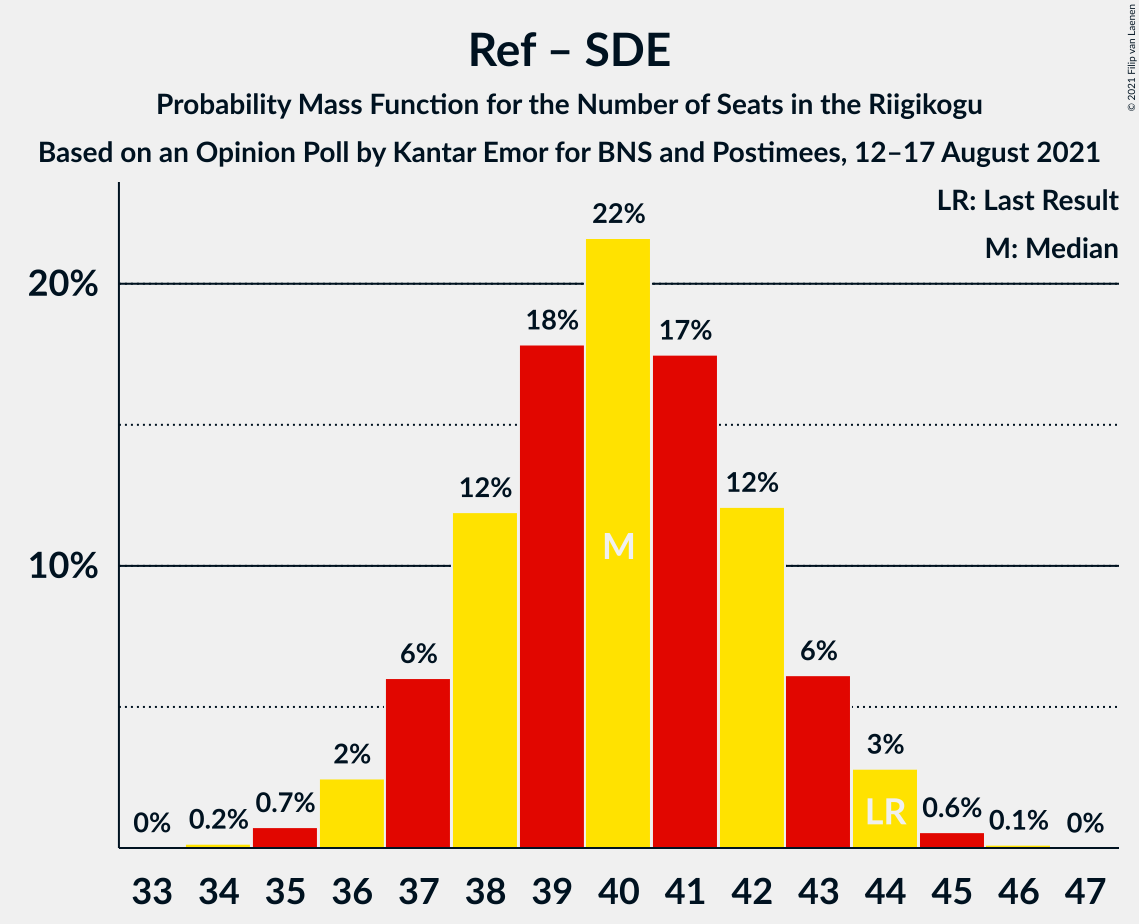 Ref – SDE
Probability Mass Function for the Number of Seats in the Riigikogu
Based on an Opinion Poll by Kantar Emor for BNS and Postimees, 12–17 August 2021
© 2021 Filip van Laenen
LR: Last Result
M: Median
20%
10%
0%
0.2%
0.7%
2%
6%
12%
18%
22%
17%
12%
6%
3%
0.6%
0.1%
0%
M
LR
33 34 35 36 37 38 39 40 41 42 43 44 45 46 47